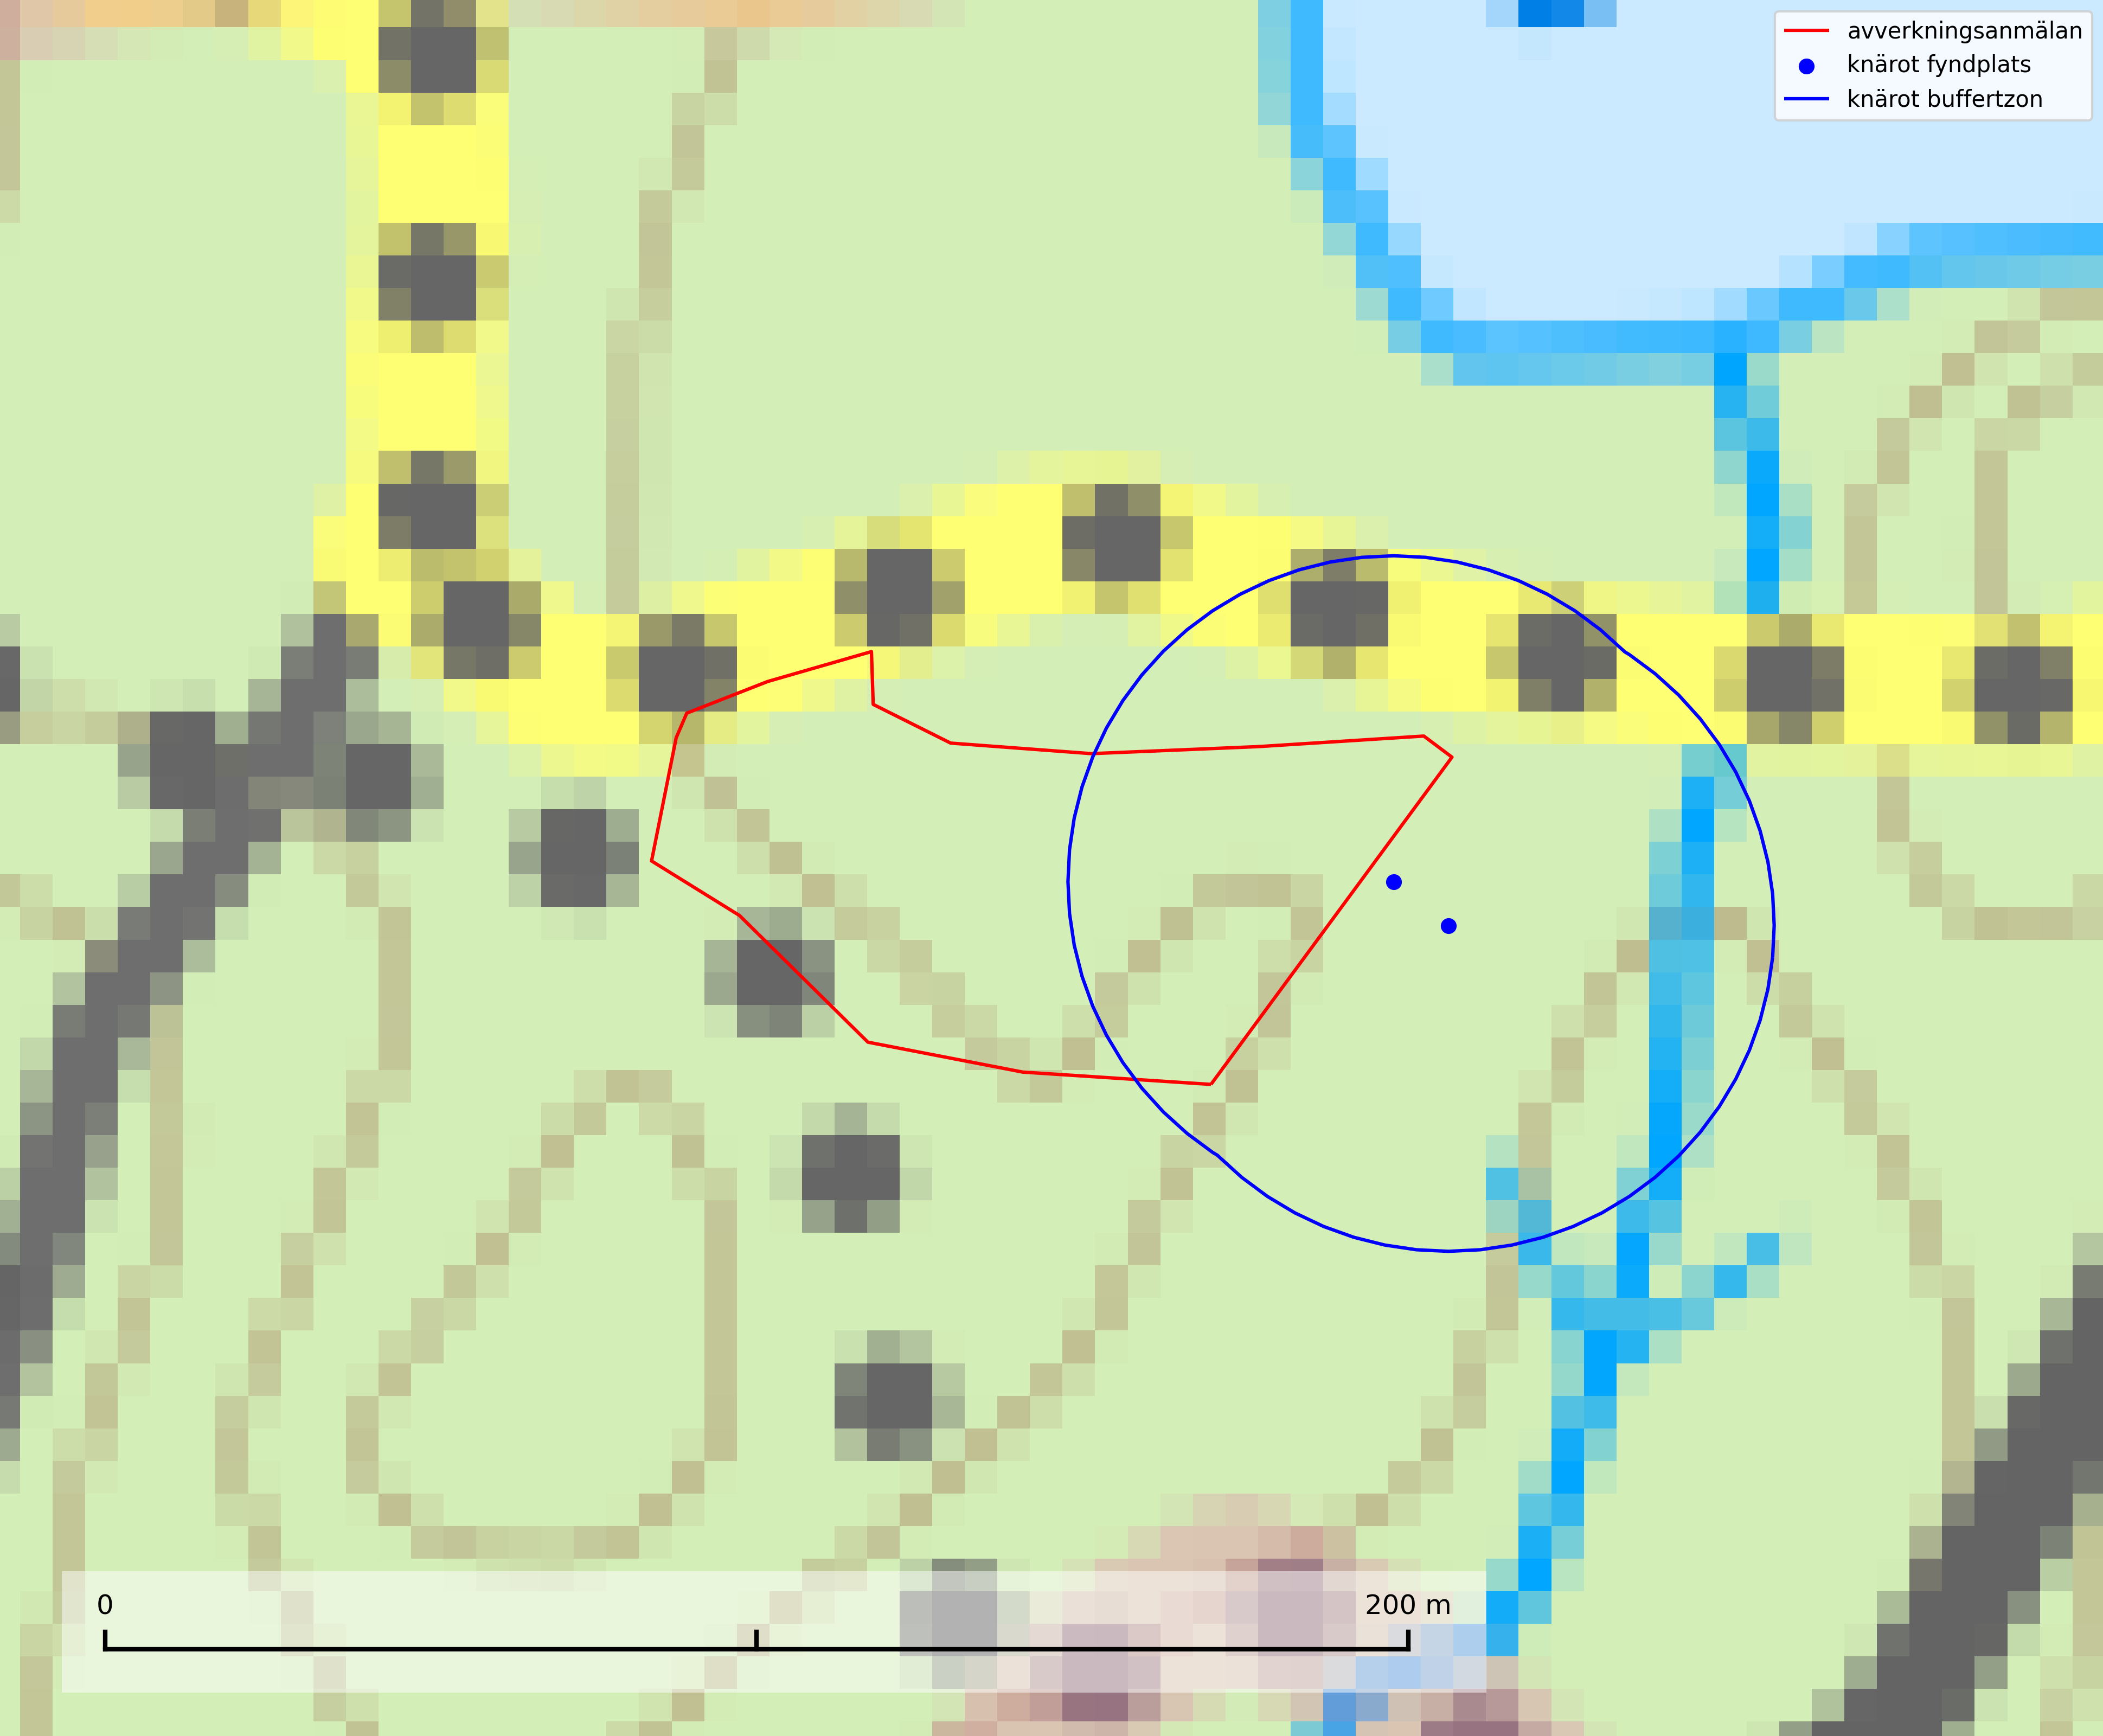 avverkningsanmälan
knärot fyndplats
knärot buffertzon
0
200 m